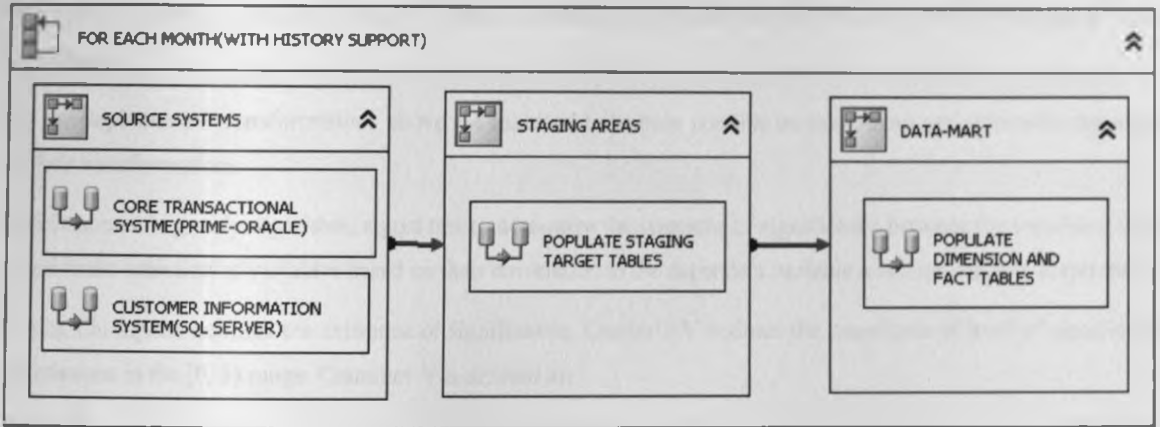 FOR EACH MONTH(WITH HISTORY SUPPORT)
SOURCE SYSTEMS
CORE TRANSACTIONAL
SYSTME(PRIME-ORACLE)
CUSTOMER INFORMATION
SYSTEM(SQL SERVER)
STAGING AREAS
POPULATE STAGING
TARGET TABLES
DATA-MART
POPULATE
DIMENSION AND
FACT TABLES